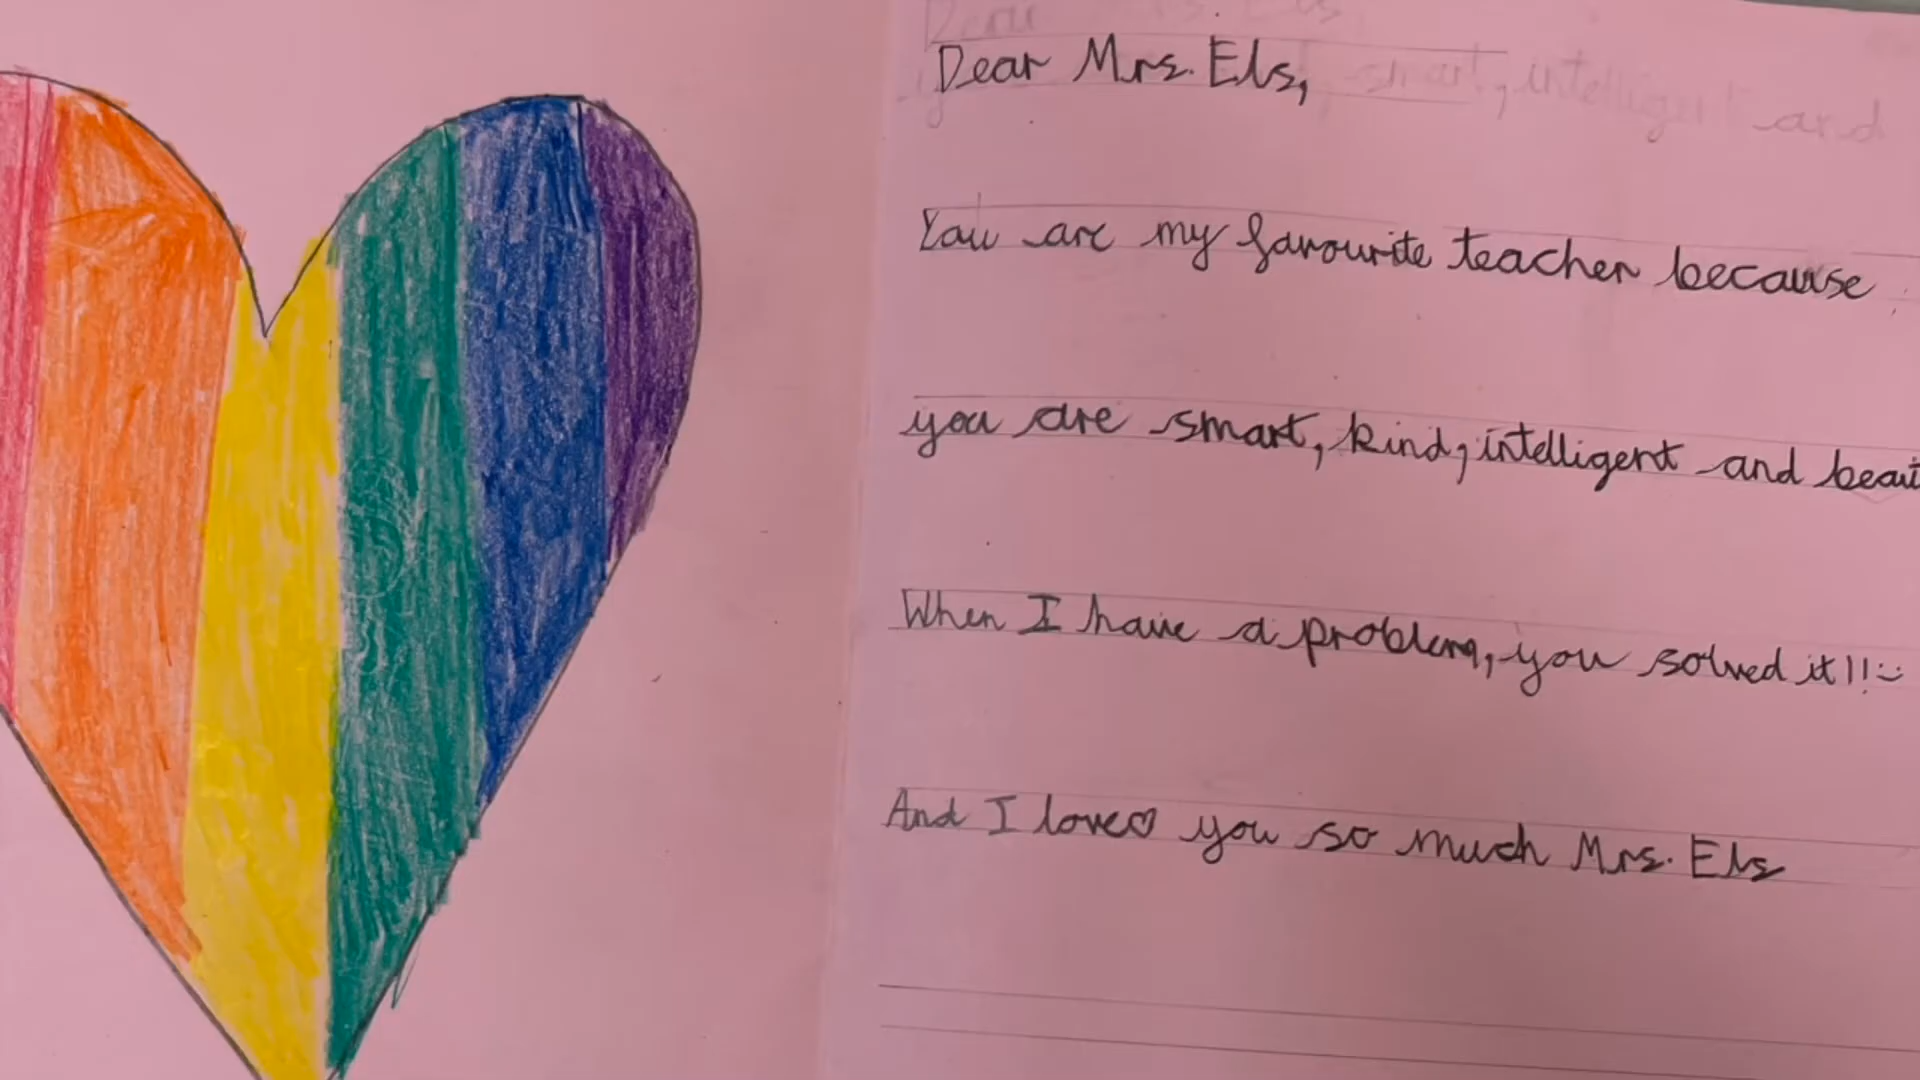 Dear Mrs. Els,
You are my favourite teacher because
you are smart, kind, intelligent and beaut
When I have a problem, you solved it!!
And I love you so much Mrs. Els